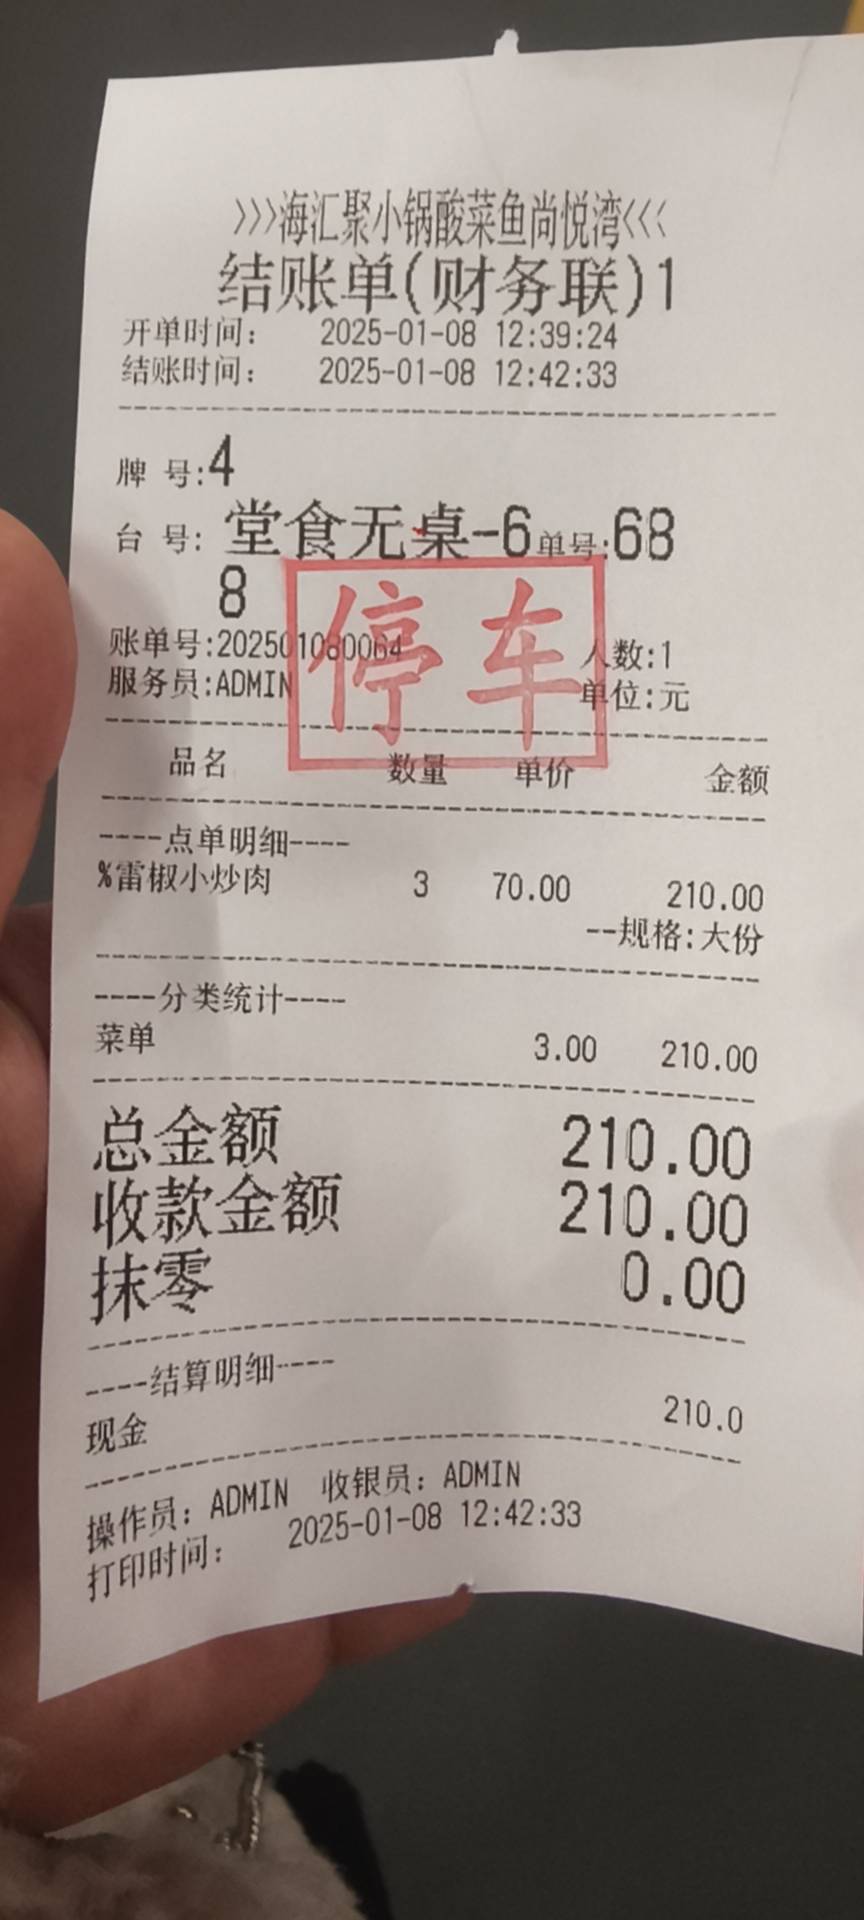 >>>海汇聚小锅酸菜鱼尚悦湾<<<
结账单(财务联)1
开单时间: 2025-01-08 12:39:24
结账时间: 2025-01-08 12:42:33
牌 号:4
台 号: 堂食无桌-6 单号:68
8
账单号:202501080064 人数:1
服务员:ADMIN 单位:元
停车
品名 数量 单价 金额
----点单明细----
%雷椒小炒肉 3 70.00 210.00
--规格:大份
----分类统计----
菜单 3.00 210.00
总金额 210.00
收款金额 210.00
抹零 0.00
----结算明细----
现金 210.0
操作员: ADMIN 收银员: ADMIN
打印时间: 2025-01-08 12:42:33